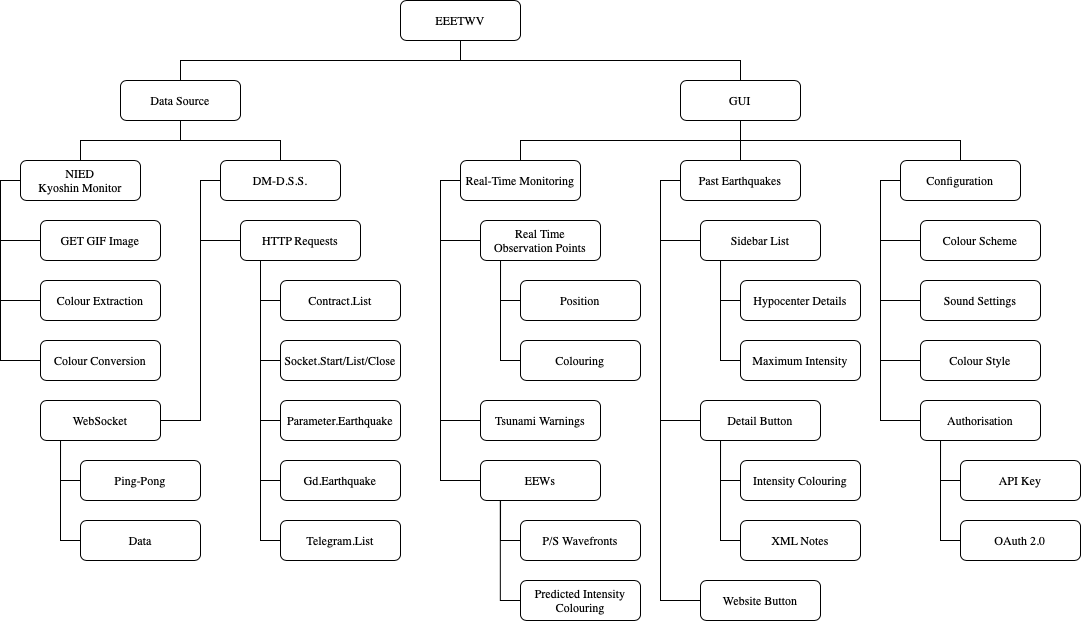 EEETWV
Data Source
GUI
NIED
Kyoshin Monitor
DM-D.S.S.
Real-Time Monitoring
Past Earthquakes
Configuration
GET GIF Image
HTTP Requests
Real Time
Observation Points
Sidebar List
Colour Scheme
Colour Extraction
Contract.List
Position
Hypocenter Details
Sound Settings
Colour Conversion
Socket.Start/List/Close
Colouring
Maximum Intensity
Colour Style
WebSocket
Parameter.Earthquake
Tsunami Warnings
Detail Button
Authorisation
Ping-Pong
Gd.Earthquake
EEWs
Intensity Colouring
API Key
Data
Telegram.List
P/S Wavefronts
XML Notes
OAuth 2.0
Predicted Intensity
Colouring
Website Button